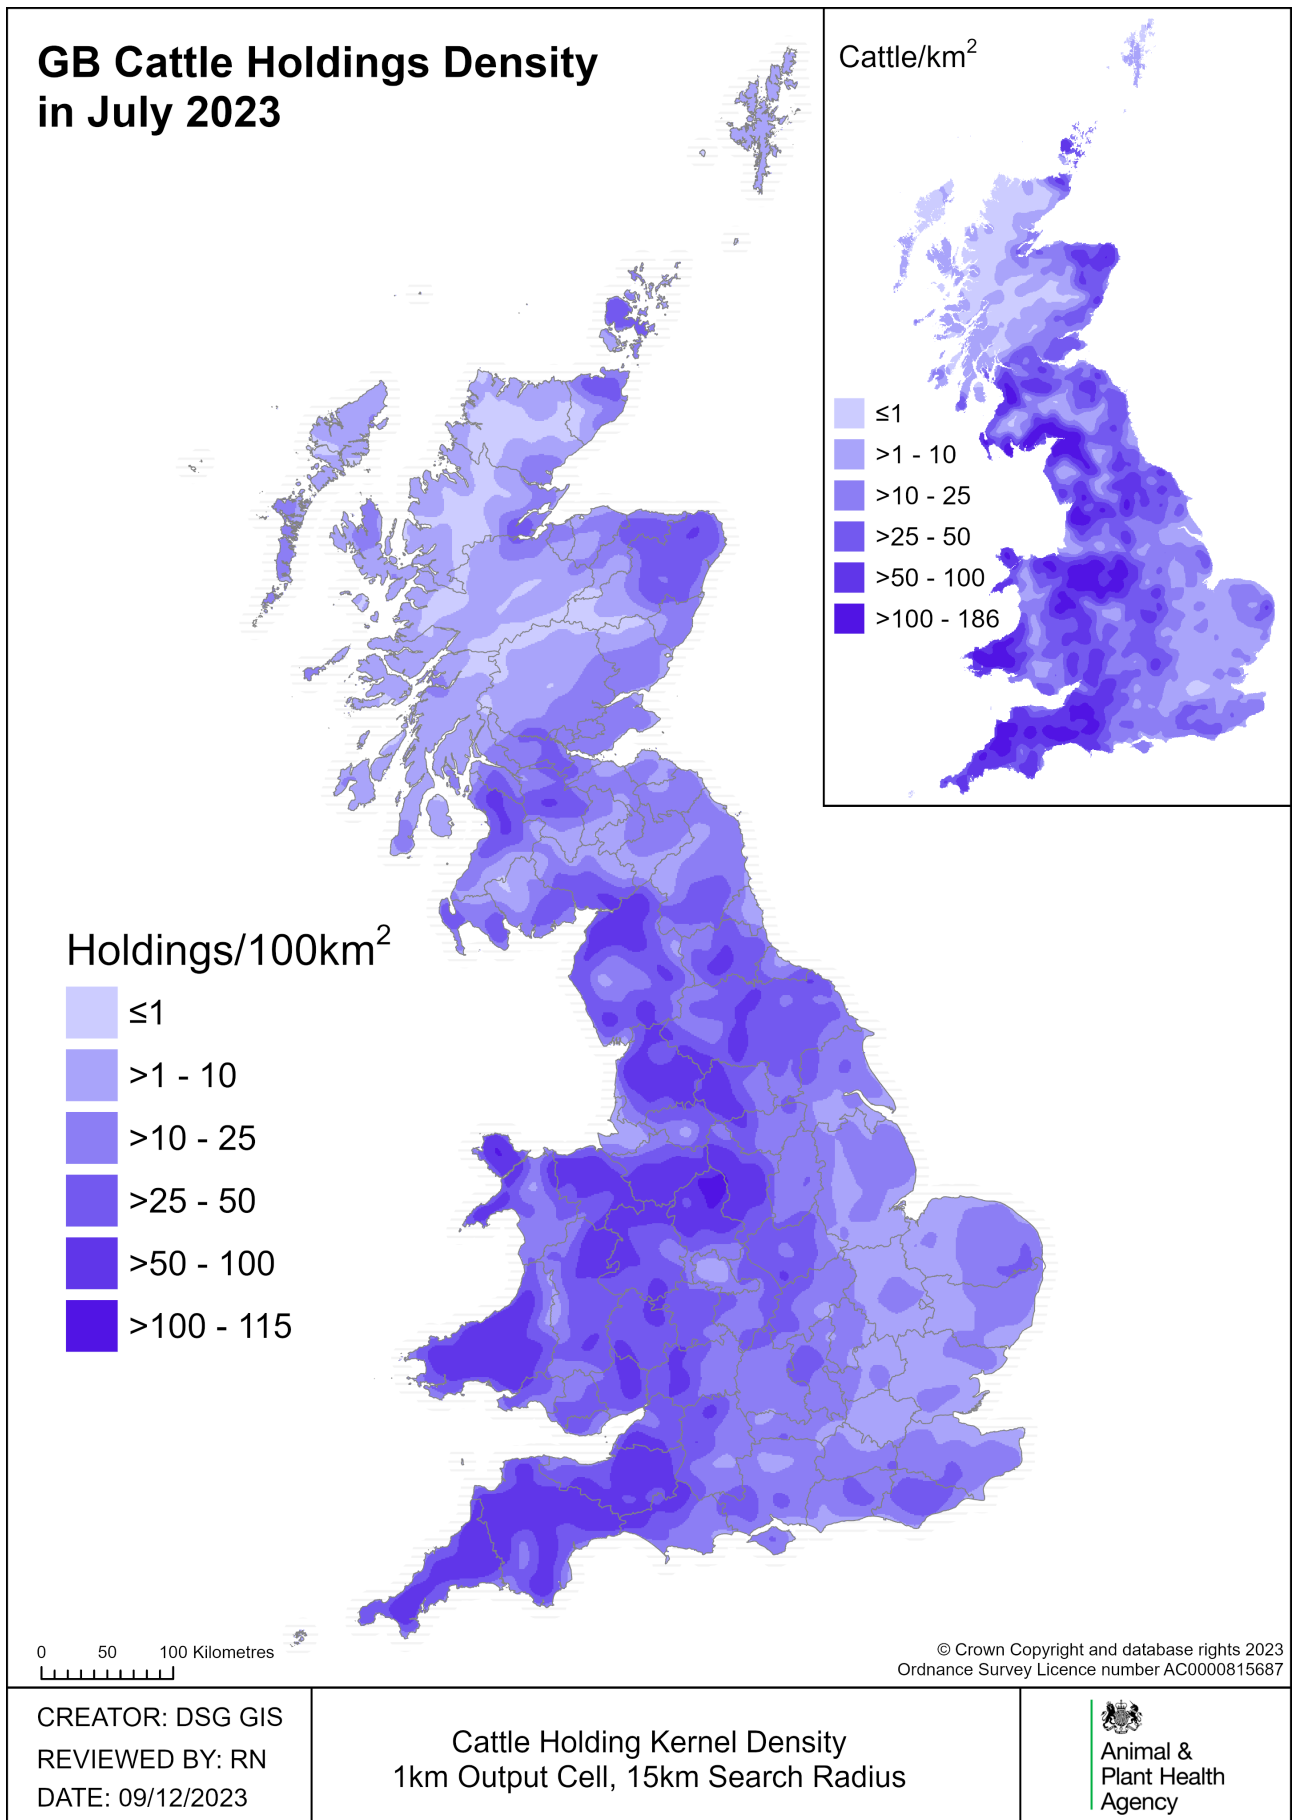 GB Cattle Holdings Density
in July 2023
Cattle/km²
≤1
>1 - 10
>10 - 25
>25 - 50
>50 - 100
>100 - 186
Holdings/100km²
≤1
>1 - 10
>10 - 25
>25 - 50
>50 - 100
>100 - 115
0 50 100 Kilometres
© Crown Copyright and database rights 2023
Ordnance Survey Licence number AC0000815687
CREATOR: DSG GIS
REVIEWED BY: RN
DATE: 09/12/2023
Cattle Holding Kernel Density
1km Output Cell, 15km Search Radius
Animal &
Plant Health
Agency